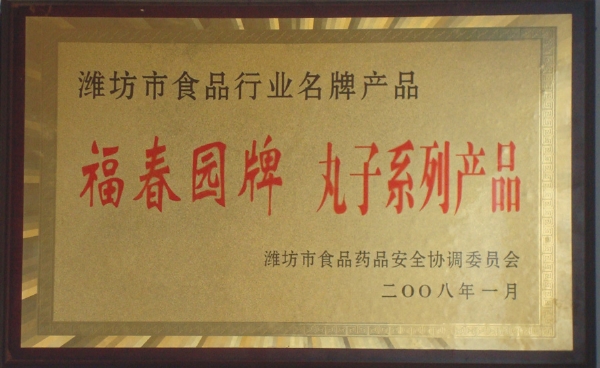 潍坊市食品行业名牌产品
福春园牌 丸子系列产品
潍坊市食品药品安全协调委员会
二〇〇八年一月